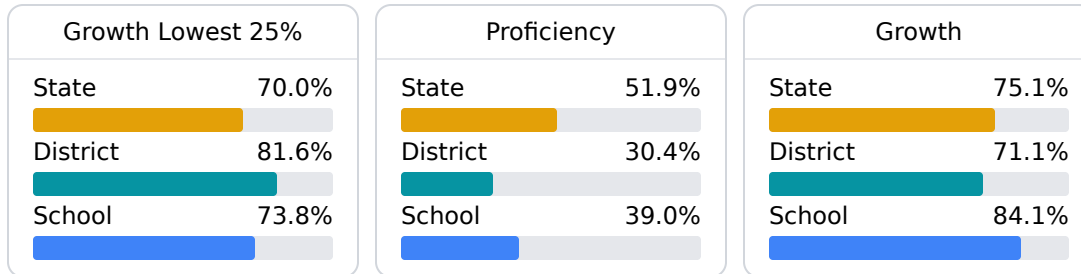 Growth Lowest 25%
State 70.0%
District 81.6%
School 73.8%
Proficiency
State 51.9%
District 30.4%
School 39.0%
Growth
State 75.1%
District 71.1%
School 84.1%